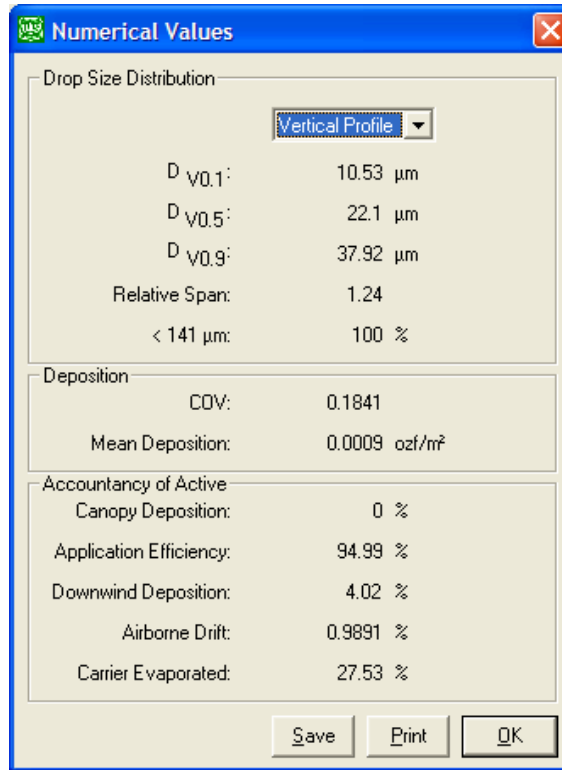 Numerical Values
Drop Size Distribution
Vertical Profile
D V0.1: 10.53 µm
D V0.5: 22.1 µm
D V0.9: 37.92 µm
Relative Span: 1.24
< 141 µm: 100 %
Deposition
COV: 0.1841
Mean Deposition: 0.0009 ozf/m²
Accountancy of Active
Canopy Deposition: 0 %
Application Efficiency: 94.99 %
Downwind Deposition: 4.02 %
Airborne Drift: 0.9891 %
Carrier Evaporated: 27.53 %
Save Print OK